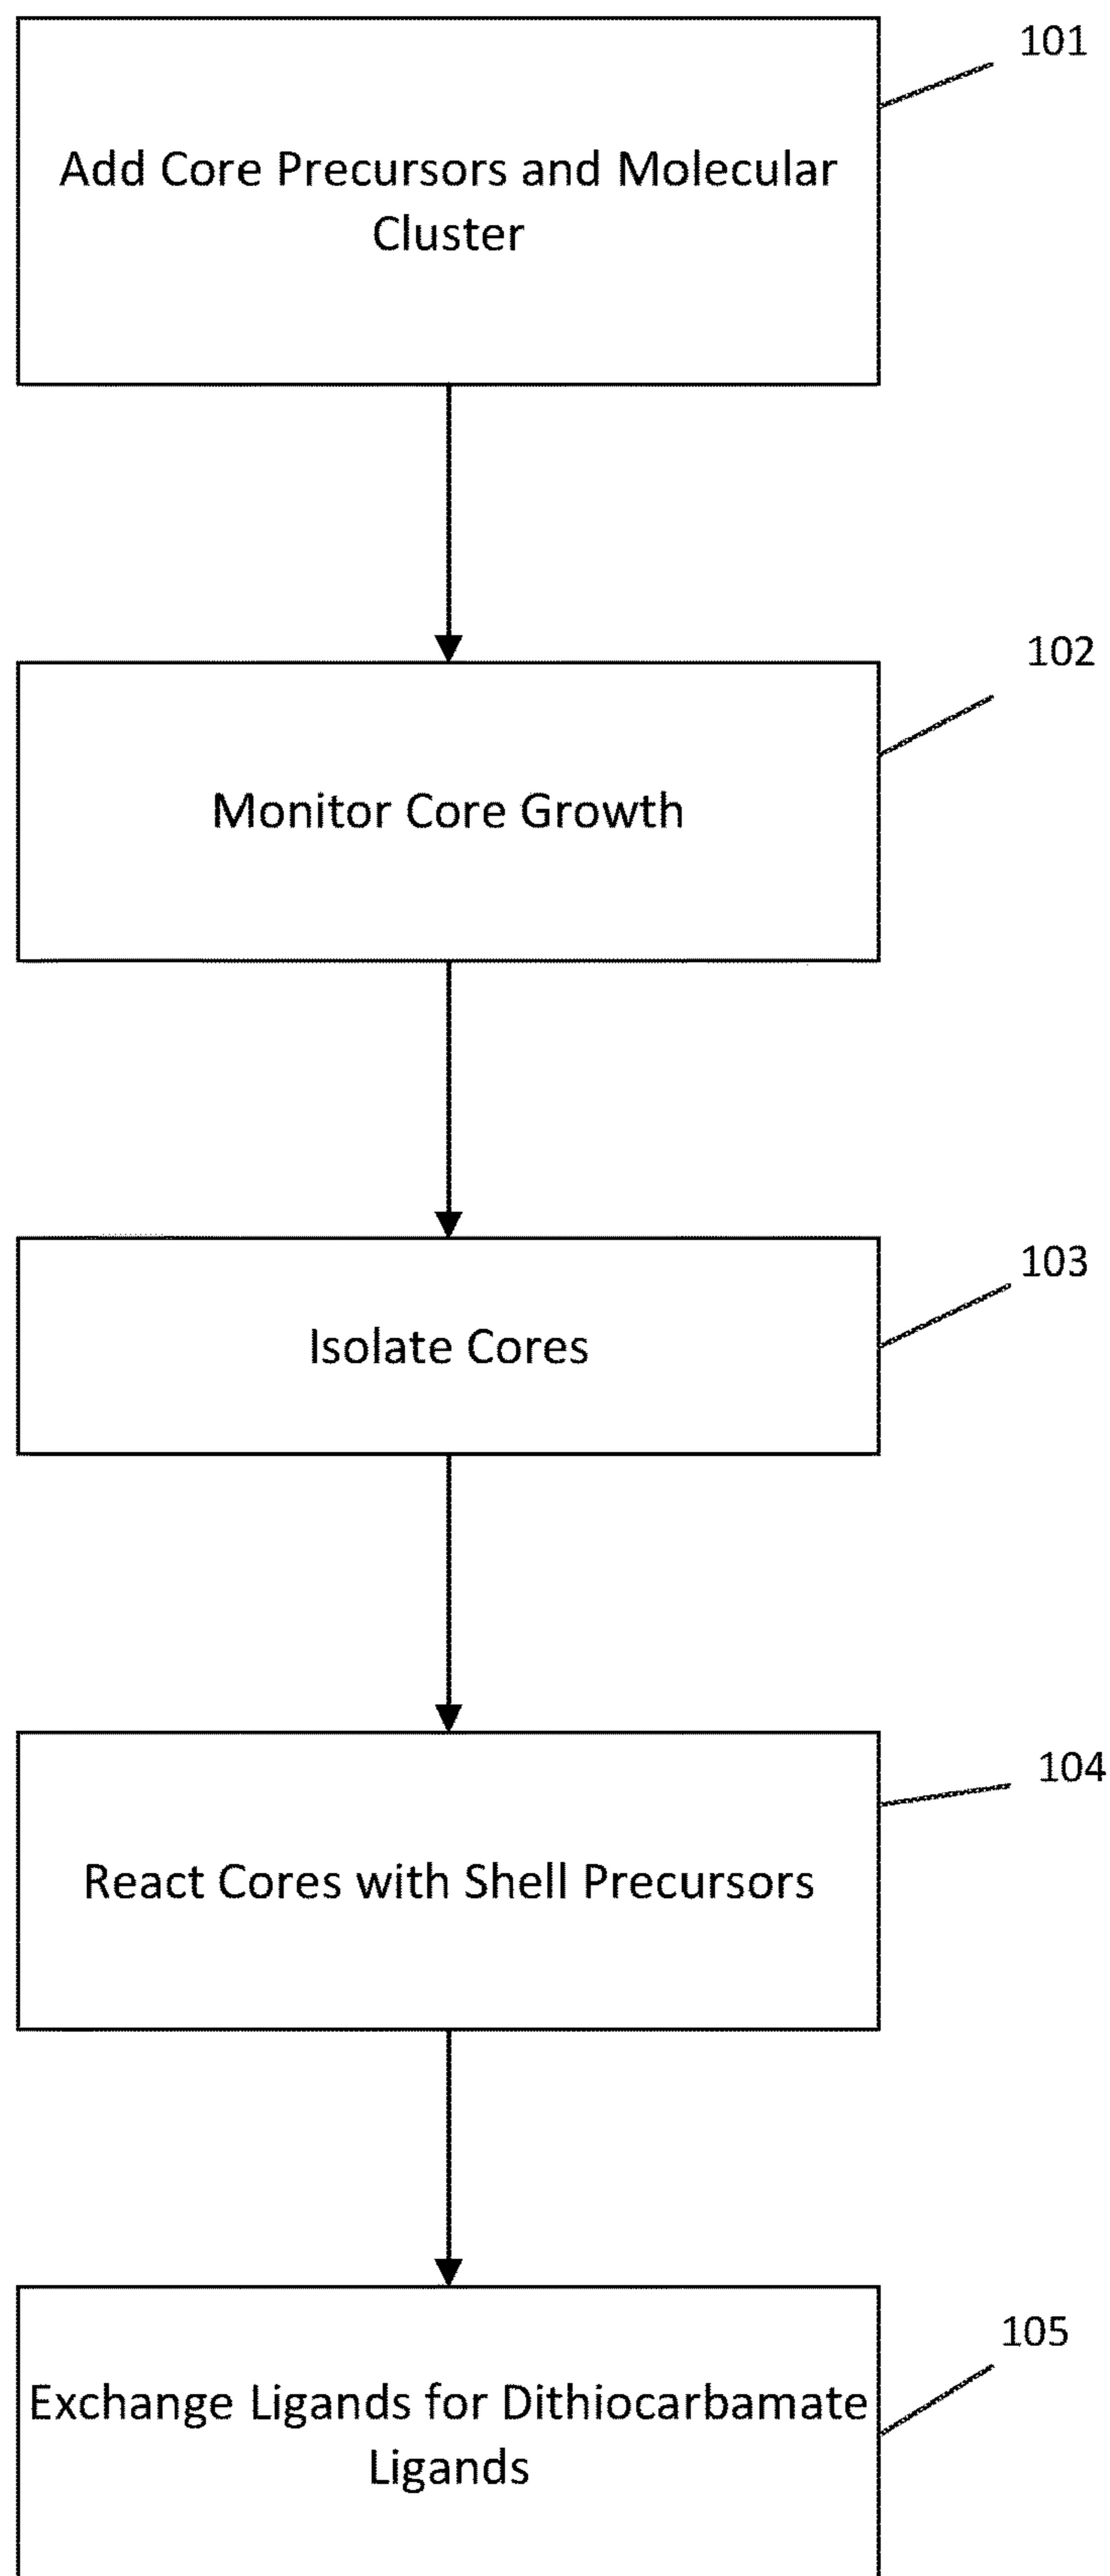 101
Add Core Precursors and Molecular
Cluster
102
Monitor Core Growth
103
Isolate Cores
104
React Cores with Shell Precursors
105
Exchange Ligands for Dithiocarbamate
Ligands